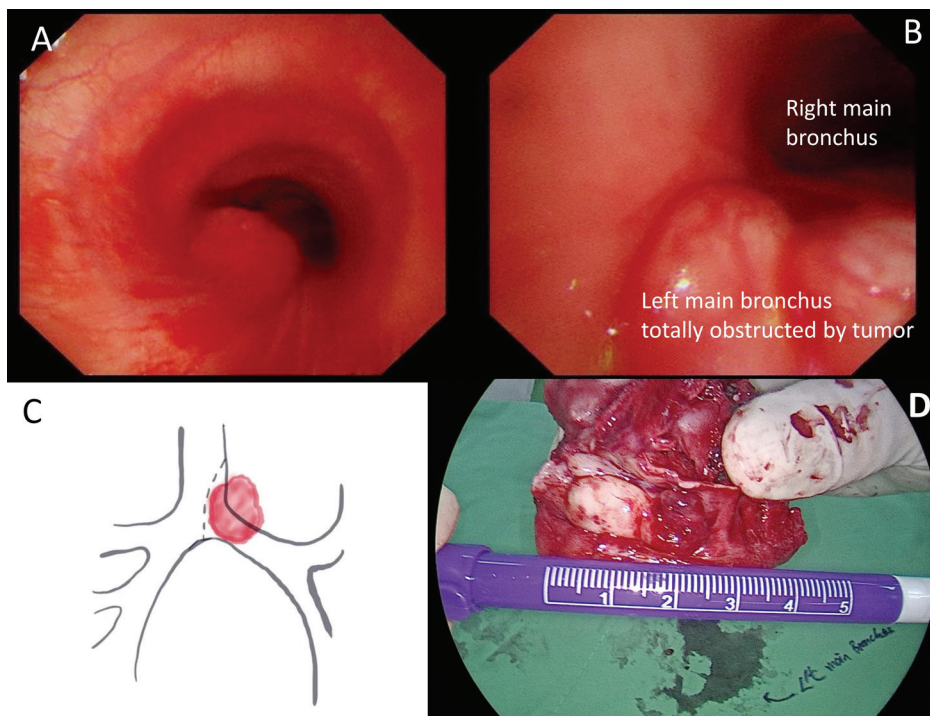 A
B
Right main
bronchus
Left main bronchus
totally obstructed by tumor
C
D
1 2 3 4 5
Lt main Bronchus